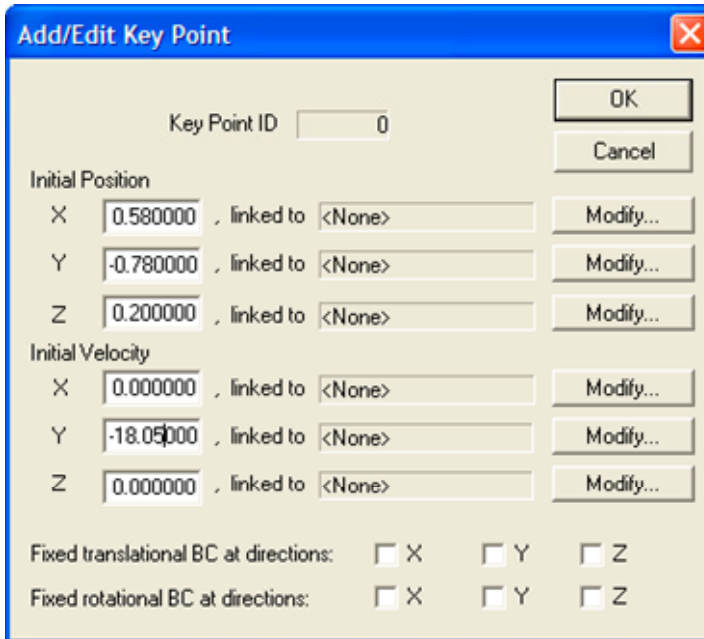 Add/Edit Key Point
OK
Key Point ID 0
Cancel
Initial Position
X 0.580000 , linked to <None> Modify...
Y -0.780000 , linked to <None> Modify...
Z 0.200000 , linked to <None> Modify...
Initial Velocity
X 0.000000 , linked to <None> Modify...
Y -18.05000 , linked to <None> Modify...
Z 0.000000 , linked to <None> Modify...
Fixed translational BC at directions: X Y Z
Fixed rotational BC at directions: X Y Z